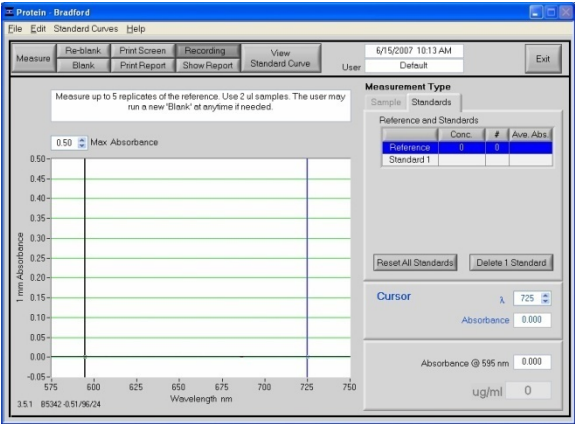 Protein - Bradford
File Edit Standard Curves Help
Measure Re-blank Print Screen Recording View Standard Curve 6/15/2007 10:13 AM Exit
Blank Print Report Show Report User Default
Measure up to 5 replicates of the reference. Use 2 ul samples. The user may
run a new 'Blank' at anytime if needed.
0.50 Max Absorbance
Measurement Type
Sample Standards
Reference and Standards
Conc. # Ave. Abs.
Reference 0 0
Standard 1
Reset All Standards Delete 1 Standard
Cursor λ 725
Absorbance 0.000
Absorbance @ 595 nm 0.000
ug/ml 0
1 mm Absorbance
0.50
0.45
0.40
0.35
0.30
0.25
0.20
0.15
0.10
0.05
0.00
-0.05
575 600 625 650 675 700 725 750
Wavelength nm
3.5.1 B5342 -0.51/96/24